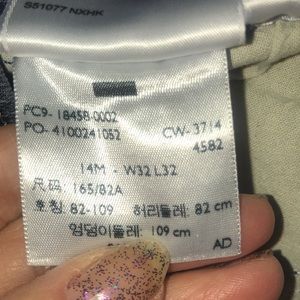 S51077 NXHK
PC9- 18458-0002
PO- 4100241052 CW- 3714
4582
14M - W32 L32
尺码: 165/82A
호칭: 82-109 허리둘레: 82 cm
엉덩이둘레: 109 cm
AD